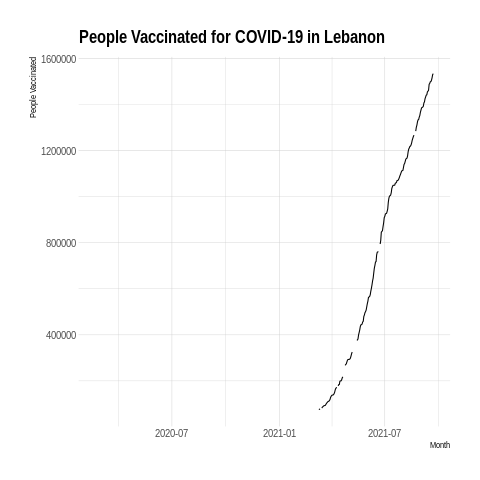 People Vaccinated for COVID-19 in Lebanon
People Vaccinated
1600000
1200000
800000
400000
2020-07
2021-01
2021-07
Month